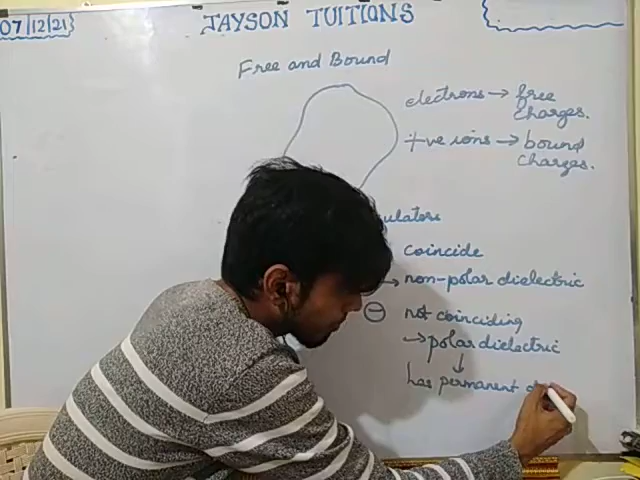 07/12/21
JAYSON TUITIONS
Free and Bound
electrons → free
charges.
+ve ions → bound
charges.
coincide
→ non-polar dielectric
⊖ not coinciding
→ polar dielectric
↓
has permanent